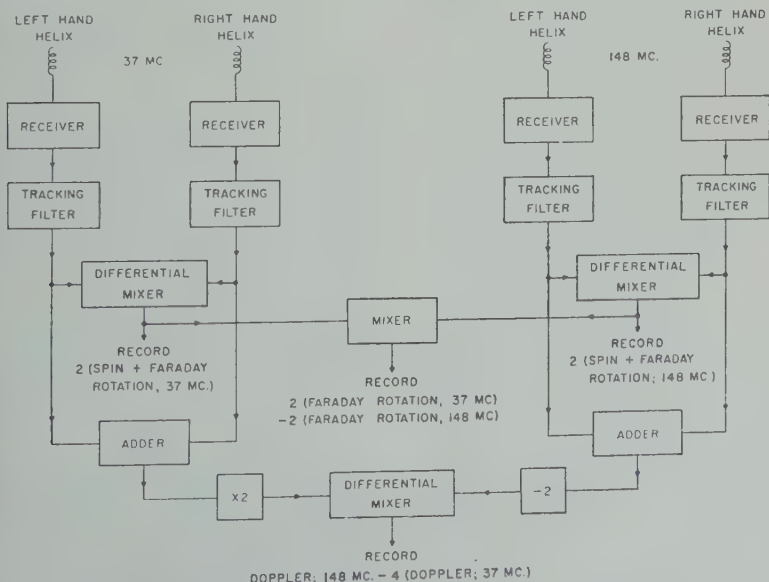 LEFT HAND
HELIX
RIGHT HAND
HELIX
37 MC
LEFT HAND
HELIX
RIGHT HAND
HELIX
148 MC.
RECEIVER
RECEIVER
RECEIVER
RECEIVER
TRACKING
FILTER
TRACKING
FILTER
TRACKING
FILTER
TRACKING
FILTER
DIFFERENTIAL
MIXER
MIXER
DIFFERENTIAL
MIXER
RECORD
2 (SPIN + FARADAY
ROTATION, 37 MC.)
RECORD
2 (FARADAY ROTATION, 37 MC)
-2 (FARADAY ROTATION, 148 MC)
RECORD
2 (SPIN + FARADAY
ROTATION; 148 MC)
ADDER
ADDER
X2
DIFFERENTIAL
MIXER
-2
RECORD
DOPPLER; 148 MC. - 4 (DOPPLER; 37 MC.)